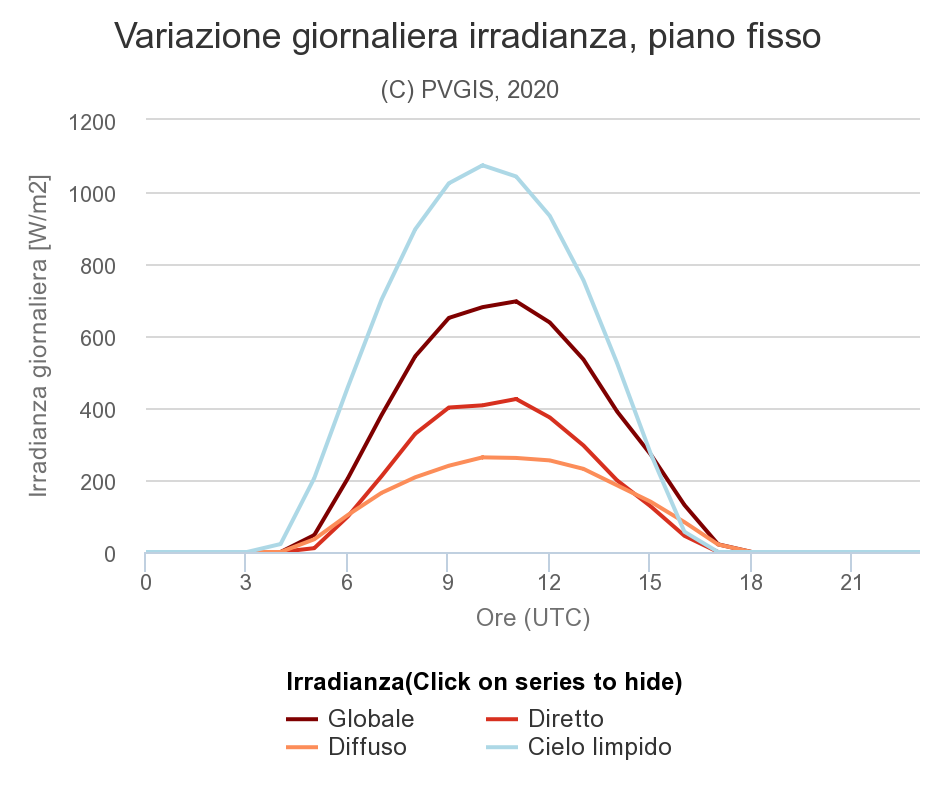 Variazione giornaliera irradianza, piano fisso
(C) PVGIS, 2020
Irradianza giornaliera [W/m2]
1200
1000
800
600
400
200
0
0 3 6 9 12 15 18 21
Ore (UTC)
Irradianza(Click on series to hide)
Globale Diretto
Diffuso Cielo limpido